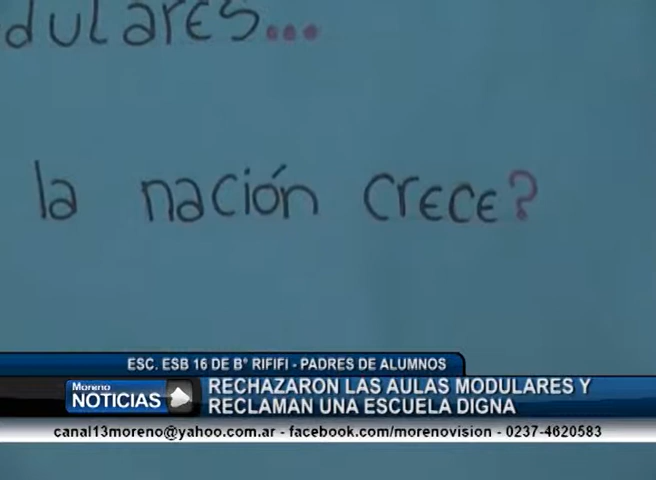 dulares...
la nación crece?
ESC. ESB 16 DE B° RIFIFI - PADRES DE ALUMNOS
Moreno
NOTICIAS
RECHAZARON LAS AULAS MODULARES Y
RECLAMAN UNA ESCUELA DIGNA
canal13moreno@yahoo.com.ar - facebook.com/morenovision - 0237-4620583